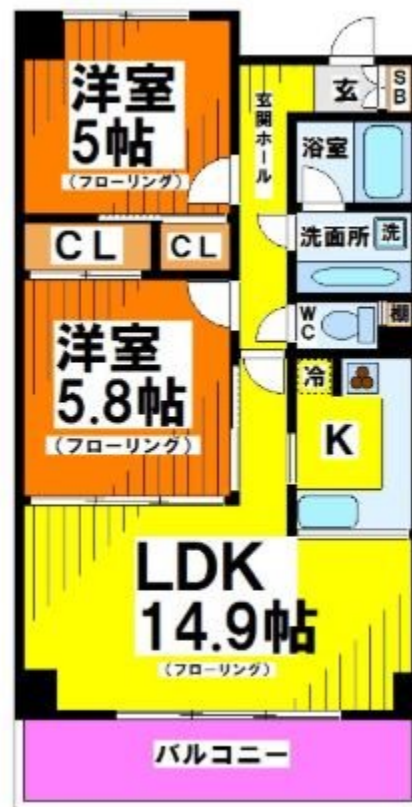 洋室
5帖
(フローリング)
玄関ホール
玄
SB
浴室
洗面所
洗
CL
CL
WC
棚
洋室
5.8帖
(フローリング)
冷
K
LDK
14.9帖
(フローリング)
バルコニー